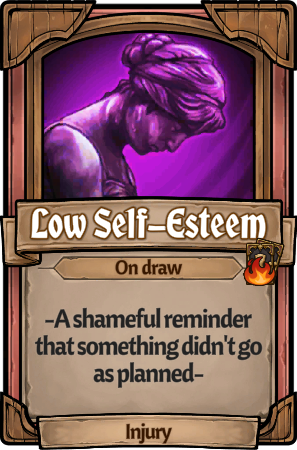 Low Self-Esteem
On draw
-A shameful reminder
that something didn't go
as planned-
Injury